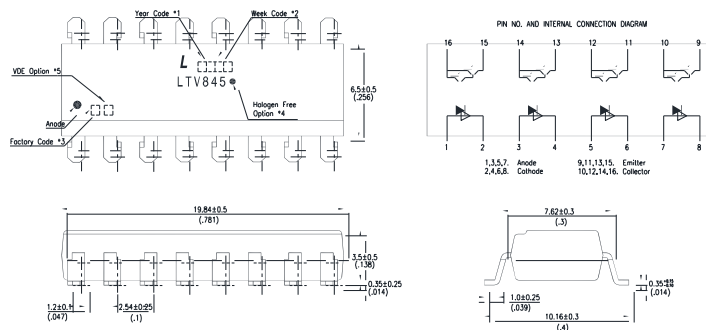 Year Code *1
Week Code *2
L
LTV845
VDE Option *5
Halogen Free
Option *4
Anode
Factory Code *3
6.5±0.5
(.256)
PIN NO. AND INTERNAL CONNECTION DIAGRAM
16 15 14 13 12 11 10 9
1 2 3 4 5 6 7 8
1,3,5,7. Anode
2,4,6,8. Cathode
9,11,13,15. Emitter
10,12,14,16. Collector
19.84±0.5
(.781)
3.5±0.5
(.138)
0.35±0.25
(.014)
1.2±0.1
(.047)
2.54±0.25
(.1)
7.62±0.3
(.3)
0.35
(.014)
1.0±0.25
(.039)
10.16±0.3
(.4)